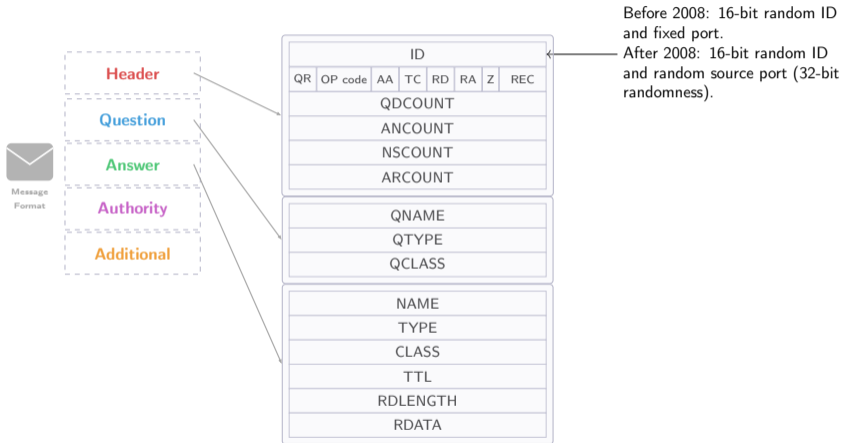 Before 2008: 16-bit random ID
and fixed port.
After 2008: 16-bit random ID
and random source port (32-bit
randomness).
Message
Format
Header
Question
Answer
Authority
Additional
ID
QR OP code AA TC RD RA Z REC
QDCOUNT
ANCOUNT
NSCOUNT
ARCOUNT
QNAME
QTYPE
QCLASS
NAME
TYPE
CLASS
TTL
RDLENGTH
RDATA